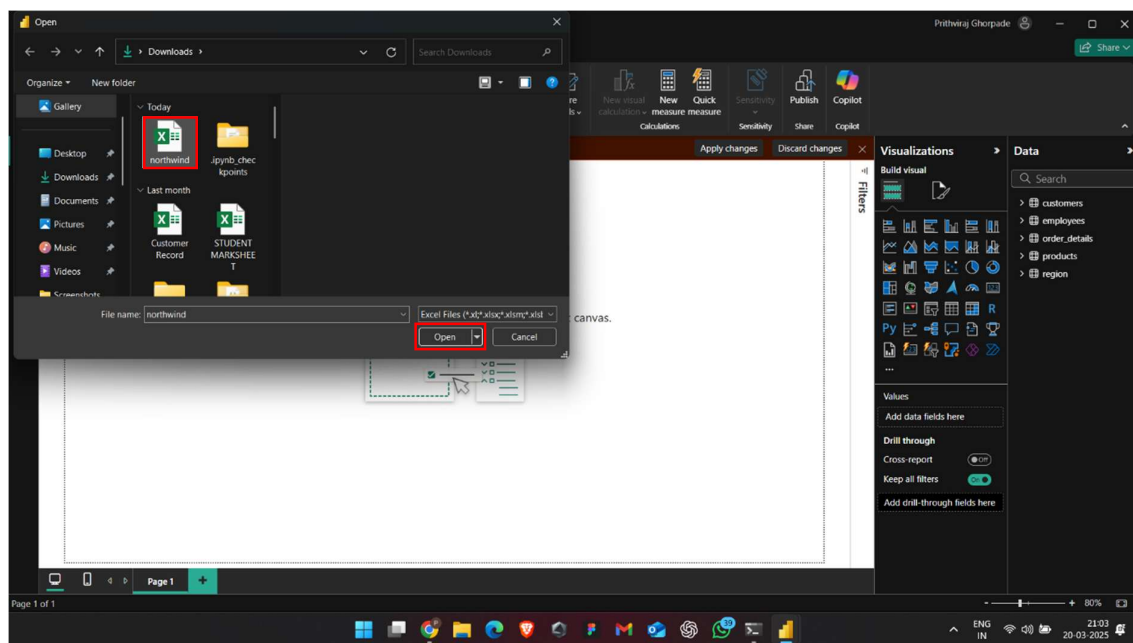 Open
Prithwiraj Ghorpade
Downloads
Search Downloads
Share
Organize
New folder
Gallery
Today
northwind
.ipynb_chec
kpoints
Desktop
Downloads
Documents
Pictures
Music
Videos
Screenshots
Last month
Customer
Record
STUDENT
MARKSHEE
T
File name:
northwind
Excel Files (*.xl;*.xlsx;*.xlsm;*.xlsl
Open
Cancel
New visual
calculation
New
measure
Quick
measure
Sensitivity
Publish
Copilot
Calculations
Sensitivity
Share
Copilot
Apply changes
Discard changes
canvas.
Filters
Visualizations
Build visual
R
Py
Values
Add data fields here
Drill through
Cross-report
Off
Keep all filters
On
Add drill-through fields here
Data
Search
customers
employees
order_details
products
region
Page 1
Page 1 of 1
80%
39
ENG
IN
21:03
20-03-2025